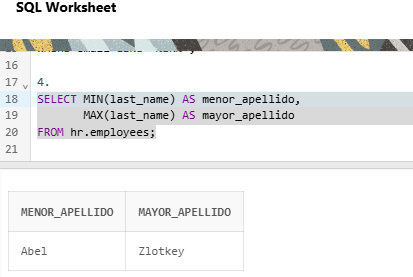 SQL Worksheet
16
17 4.
18 SELECT MIN(last_name) AS menor_apellido,
19 MAX(last_name) AS mayor_apellido
20 FROM hr.employees;
21
MENOR_APELLIDO MAYOR_APELLIDO
Abel Zlotkey